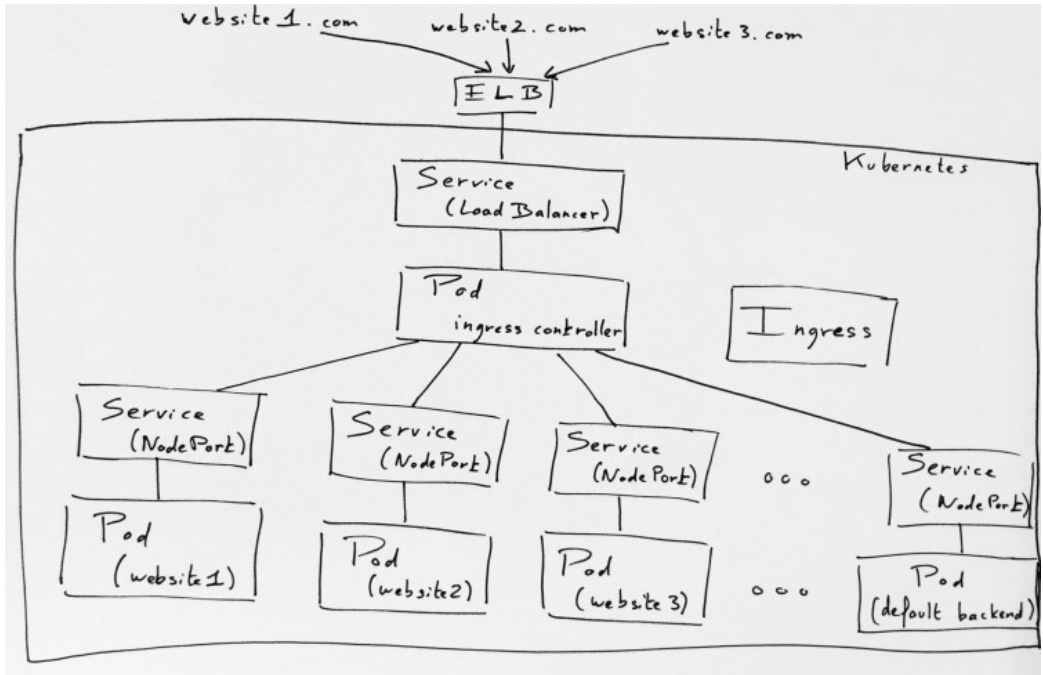 website1.com
website2.com
website3.com
ELB
Kubernetes
Service
(Load Balancer)
Pod
ingress controller
Ingress
Service
(NodePort)
Service
(NodePort)
Service
(NodePort)
Service
(NodePort)
Pod
(website1)
Pod
(website2)
Pod
(website3)
Pod
(default backend)